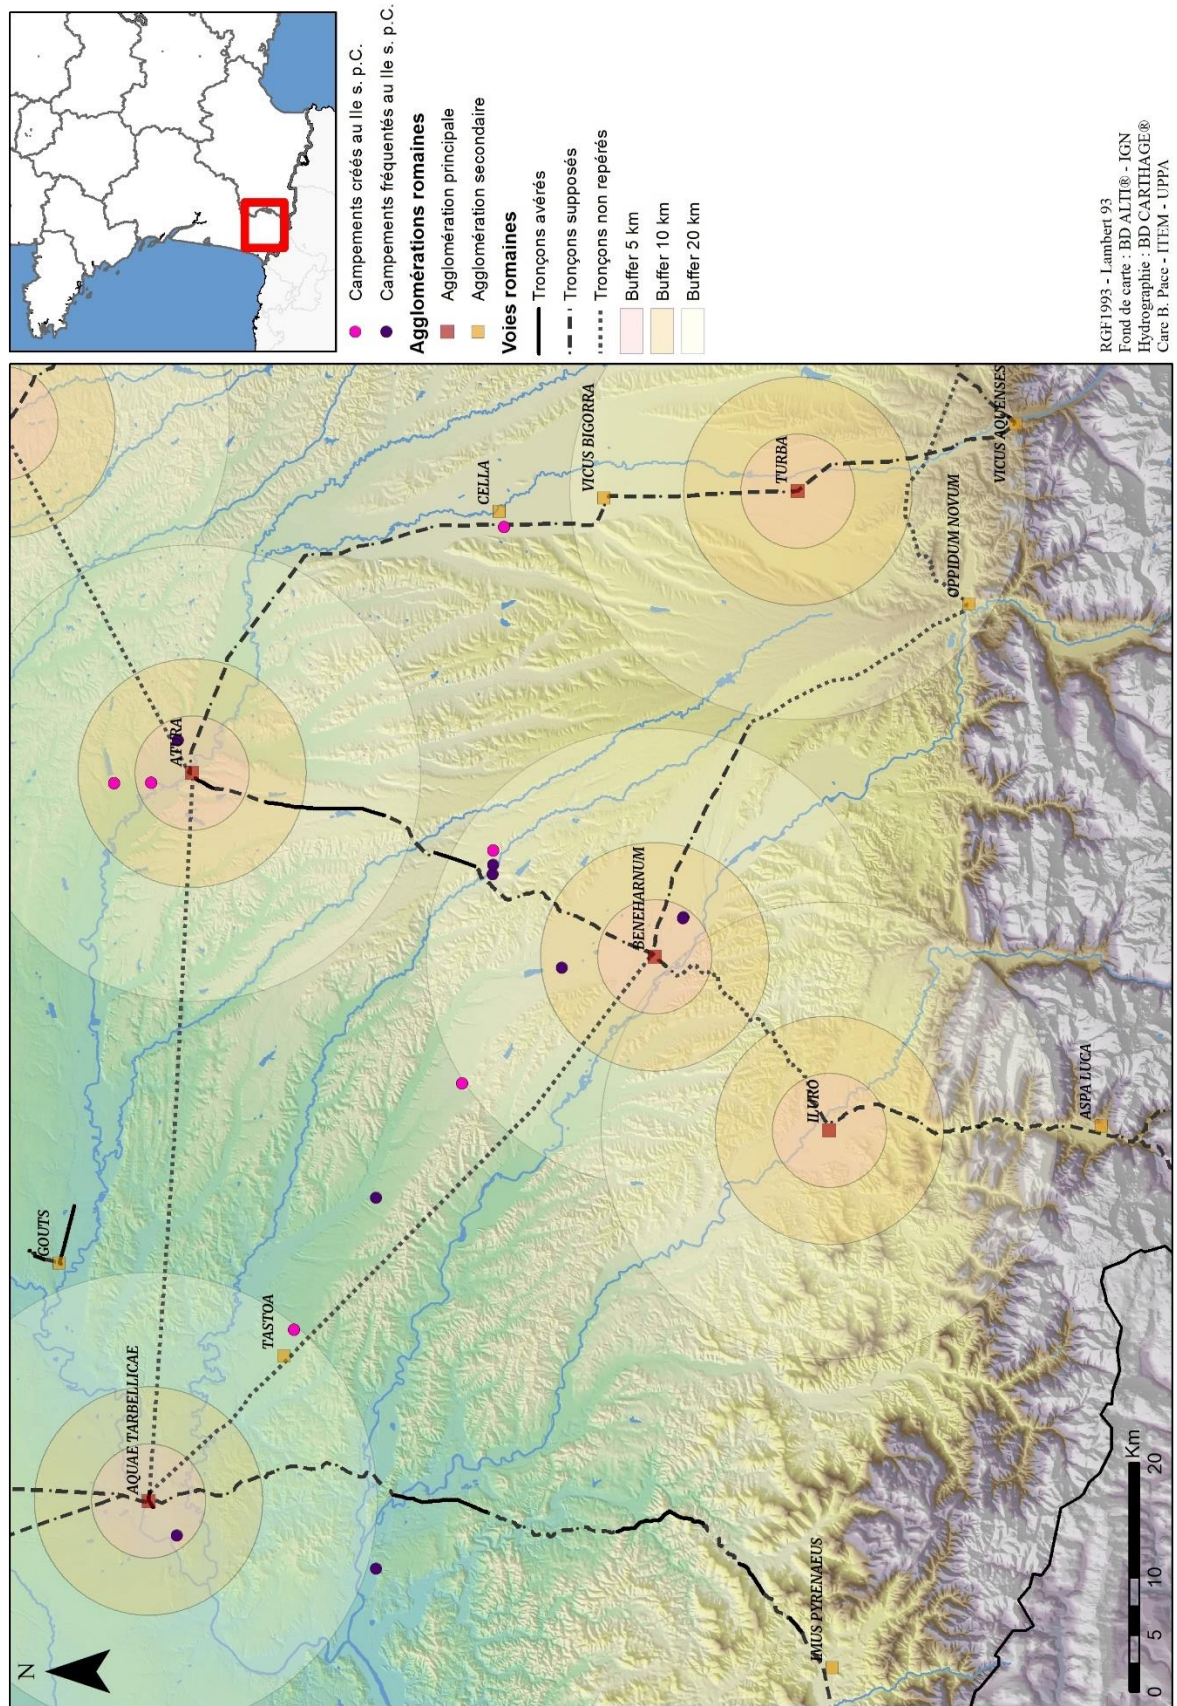 N
AQUAE TARBELLICAE
GOUTS
TASTOA
ATURA
CELLA
VICUS BIGORRA
TURBA
OPPIDUM NOVUM
VICUS AQUENSES
BENEHARNUM
ILURO
ASPA LUCA
IMUS PYRENAEUS
0 5 10 20
Km
Campements créés au IIe s. p.C.
Campements fréquentés au IIe s. p.C.
Agglomérations romaines
Agglomération principale
Agglomération secondaire
Voies romaines
Tronçons avérés
Tronçons supposés
Tronçons non repérés
Buffer 5 km
Buffer 10 km
Buffer 20 km
RGF1993 - Lambert 93
Fond de carte : BD ALTI® - IGN
Hydrographie : BD CARTHAGE®
Care B. Pace - ITEM - UPPA